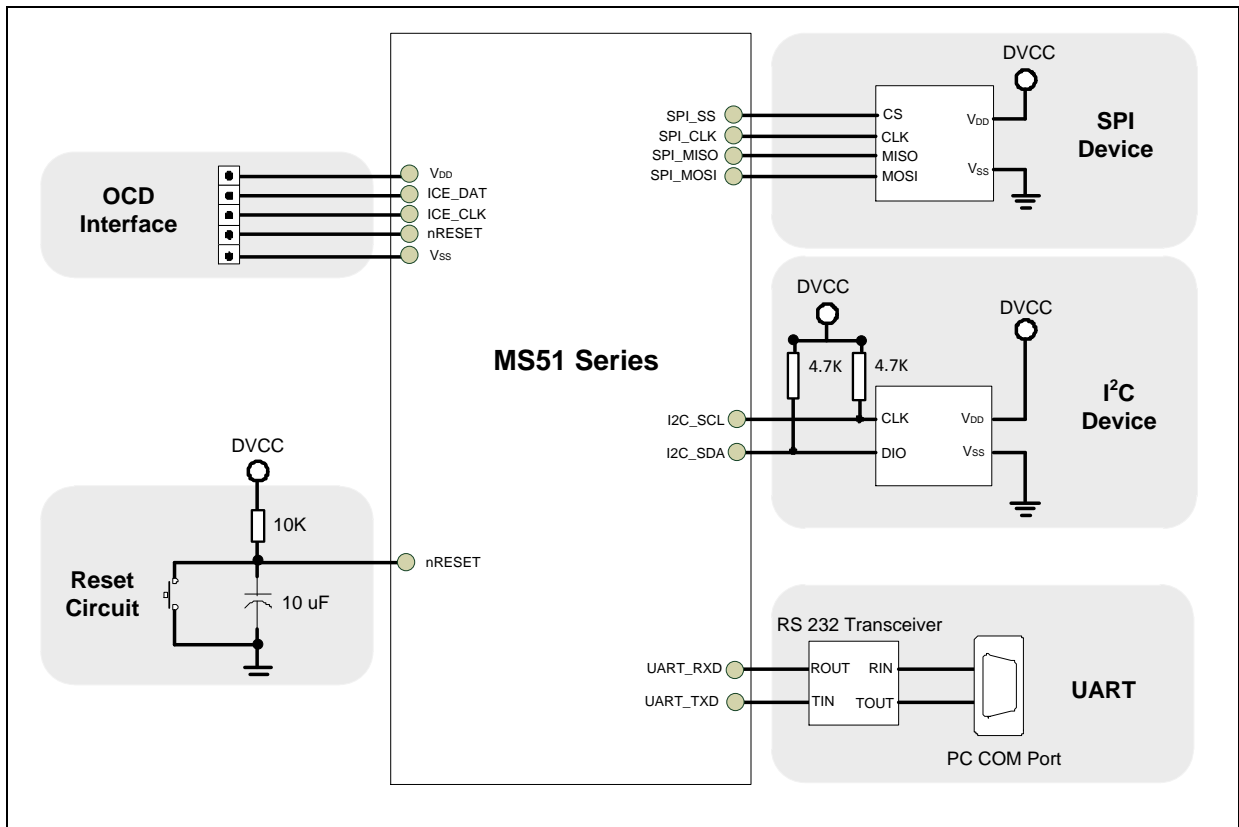 OCD
Interface
VDD
ICE_DAT
ICE_CLK
nRESET
VSS
DVCC
10K
Reset
Circuit
10 uF
nRESET
MS51 Series
SPI_SS
SPI_CLK
SPI_MISO
SPI_MOSI
CS
CLK
MISO
MOSI
VDD
VSS
DVCC
SPI
Device
DVCC
4.7K 4.7K
DVCC
I2C_SCL
I2C_SDA
CLK
DIO
VDD
VSS
I²C
Device
RS 232 Transceiver
UART_RXD
UART_TXD
ROUT RIN
TIN TOUT
PC COM Port
UART